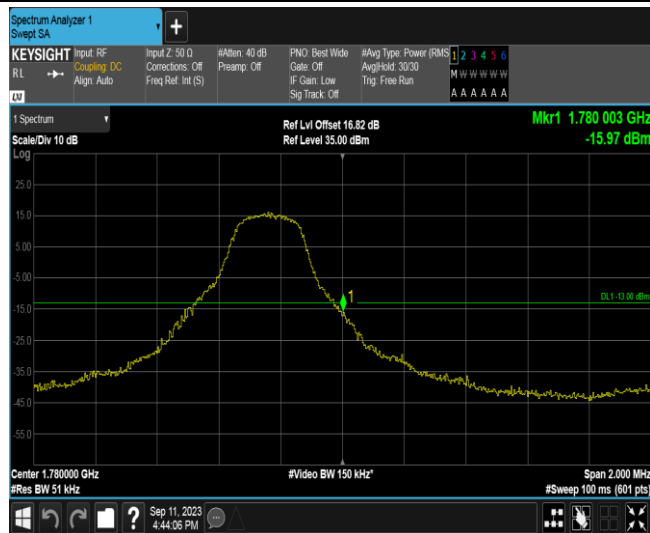 Spectrum Analyzer 1
Swept SA
+
KEYSIGHT
RL
LXI
Input: RF
Coupling: DC
Align: Auto
Input Z: 50 Ω
Corrections: Off
Freq Ref: Int (S)
#Atten: 40 dB
Preamp: Off
PNO: Best Wide
Gate: Off
IF Gain: Low
Sig Track: Off
#Avg Type: Power (RMS
Avg|Hold: 30/30
Trig: Free Run
1 2 3 4 5 6
M W W W W W
A A A A A A
1 Spectrum
Scale/Div 10 dB
Ref Lvl Offset 16.82 dB
Ref Level 35.00 dBm
Mkr1 1.780 003 GHz
-15.97 dBm
Log
25.0
15.0
5.00
-5.00
-15.0
-25.0
-35.0
-45.0
-55.0
1
DL1 -13.00 dBm
Center 1.780000 GHz
#Res BW 51 kHz
#Video BW 150 kHz*
Span 2.000 MHz
#Sweep 100 ms (601 pts)
?
Sep 11, 2023
4:44:06 PM